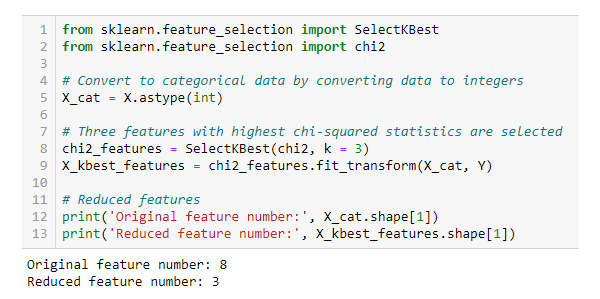 1 from sklearn.feature_selection import SelectKBest
2 from sklearn.feature_selection import chi2
3
4 # Convert to categorical data by converting data to integers
5 X_cat = X.astype(int)
6
7 # Three features with highest chi-squared statistics are selected
8 chi2_features = SelectKBest(chi2, k = 3)
9 X_kbest_features = chi2_features.fit_transform(X_cat, Y)
10
11 # Reduced features
12 print('Original feature number:', X_cat.shape[1])
13 print('Reduced feature number:', X_kbest_features.shape[1])
Original feature number: 8
Reduced feature number: 3